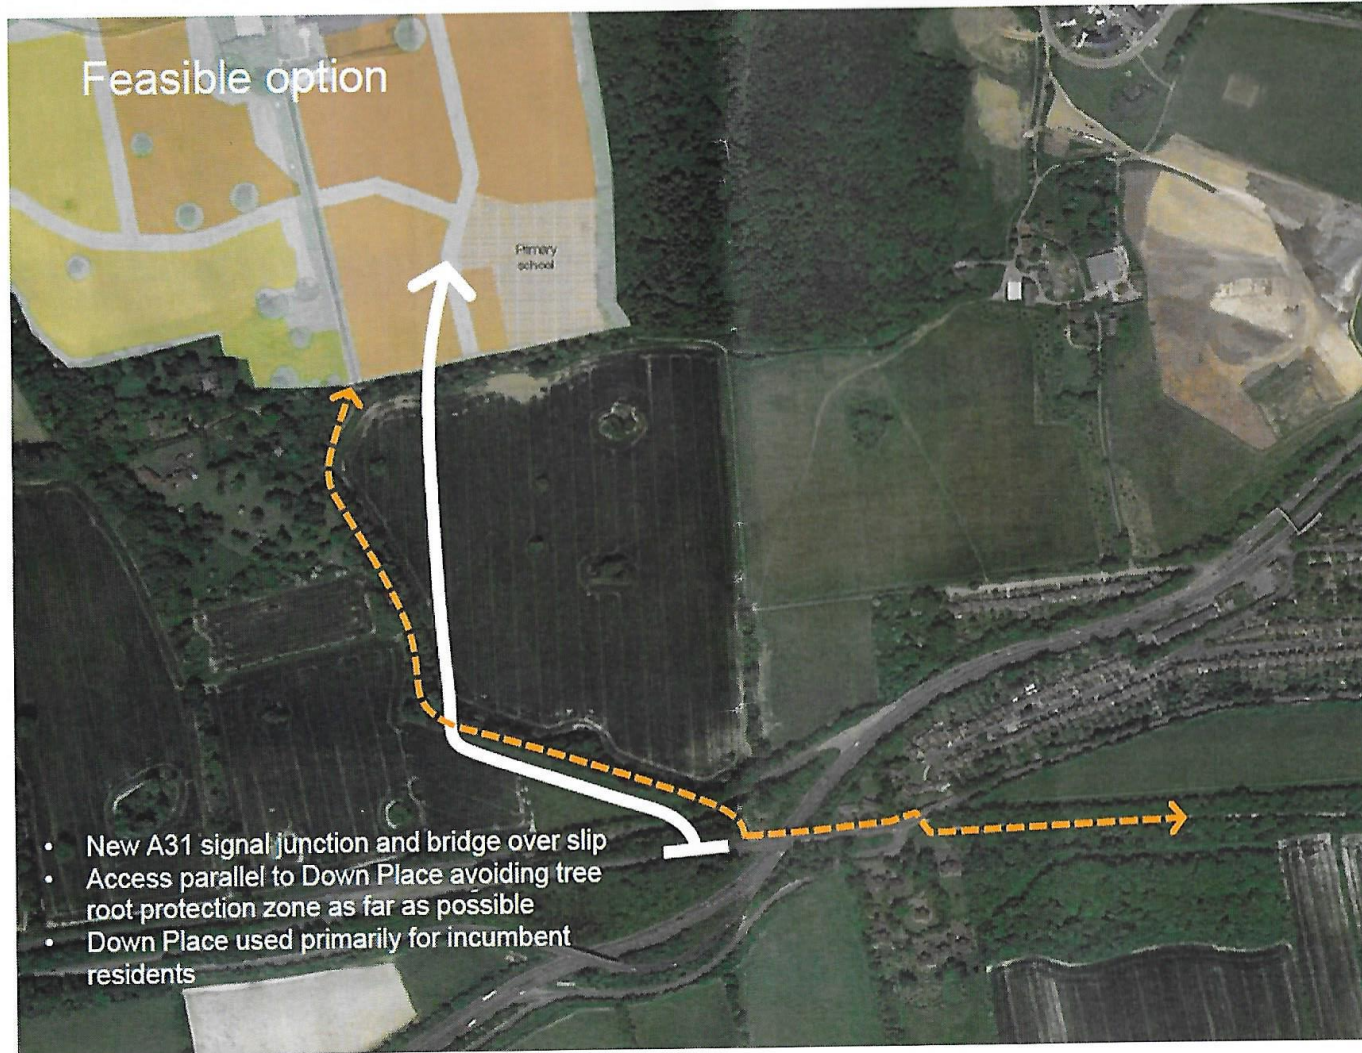 Feasible option
Primary
school
• New A31 signal junction and bridge over slip
• Access parallel to Down Place avoiding tree
root protection zone as far as possible
• Down Place used primarily for incumbent
residents